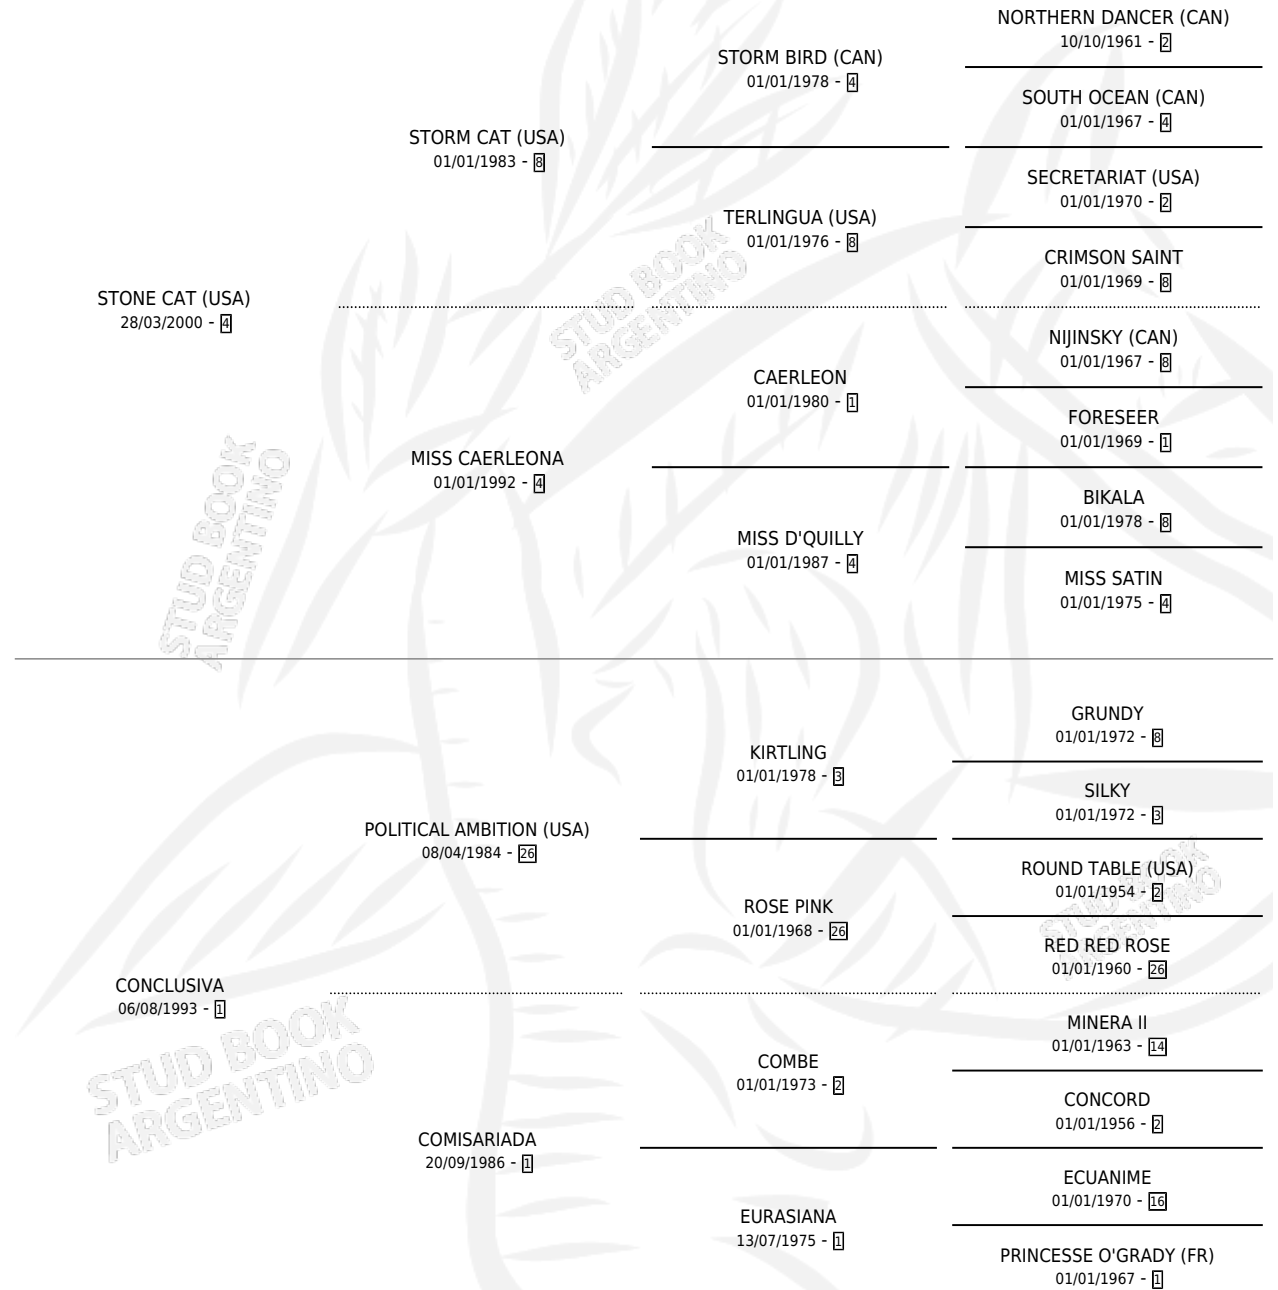 NORTHERN DANCER (CAN)
10/10/1961 - 2
STORM BIRD (CAN)
01/01/1978 - 4
SOUTH OCEAN (CAN)
01/01/1967 - 4
STORM CAT (USA)
01/01/1983 - 8
SECRETARIAT (USA)
01/01/1970 - 2
TERLINGUA (USA)
01/01/1976 - 8
CRIMSON SAINT
01/01/1969 - 8
STONE CAT (USA)
28/03/2000 - 4
STUD BOOK
ARGENTINO
NIJINSKY (CAN)
01/01/1967 - 8
CAERLEON
01/01/1980 - 1
FORESEER
01/01/1969 - 1
MISS CAERLEONA
01/01/1992 - 4
BIKALA
01/01/1978 - 8
MISS D'QUILLY
01/01/1987 - 4
MISS SATIN
01/01/1975 - 4
STUD BOOK
ARGENTINO
GRUNDY
01/01/1972 - 8
KIRTLING
01/01/1978 - 3
SILKY
01/01/1972 - 3
POLITICAL AMBITION (USA)
08/04/1984 - 26
ROUND TABLE (USA)
01/01/1954 - 2
ROSE PINK
01/01/1968 - 26
STUD BOOK
ARGENTINO
RED RED ROSE
01/01/1960 - 26
CONCLUSIVA
06/08/1993 - 1
STUD BOOK
ARGENTINO
MINERA II
01/01/1963 - 14
COMBE
01/01/1973 - 2
CONCORD
01/01/1956 - 2
COMISARIADA
20/09/1986 - 1
ECUANIME
01/01/1970 - 16
EURASIANA
13/07/1975 - 1
PRINCESSE O'GRADY (FR)
01/01/1967 - 1